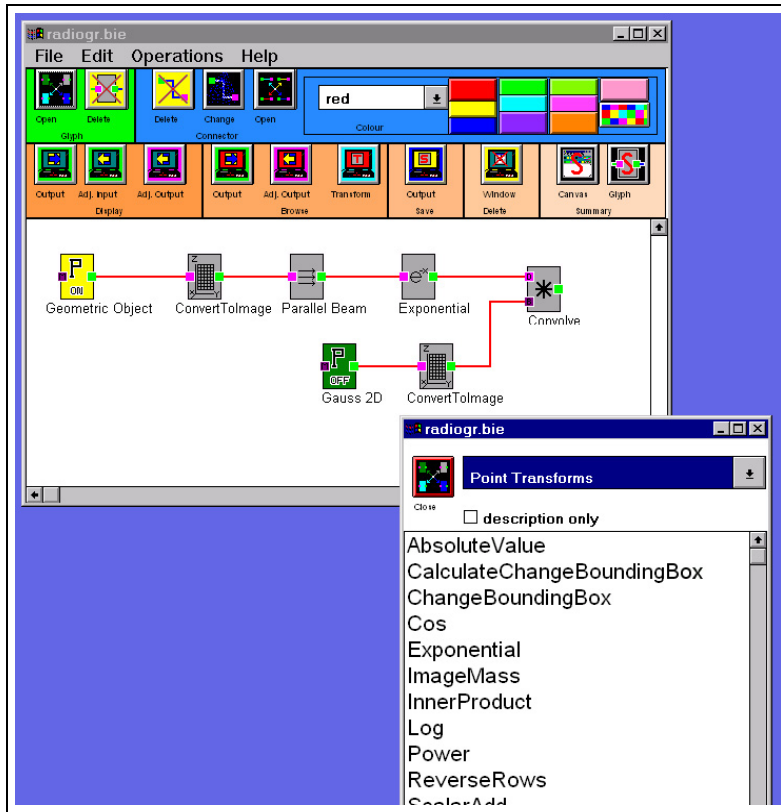 radiogr.bie
File Edit Operations Help
Open Delete
Glyph
Delete Change Open
Connector
red
Colour
Output Adj. Input Adj. Output
Display
Output Adj. Output Transform
Browse
Output
Save
Window
Delete
Canvas Glyph
Summary
T
S
S
S
P
ON
Geometric Object
Z
X Y
ConvertToImage
Parallel Beam
e-x
Exponential
Convolve
P
OFF
Gauss 2D
Z
X Y
ConvertToImage
radiogr.bie
Close
Point Transforms
description only
AbsoluteValue
CalculateChangeBoundingBox
ChangeBoundingBox
Cos
Exponential
ImageMass
InnerProduct
Log
Power
ReverseRows
ScalarAdd